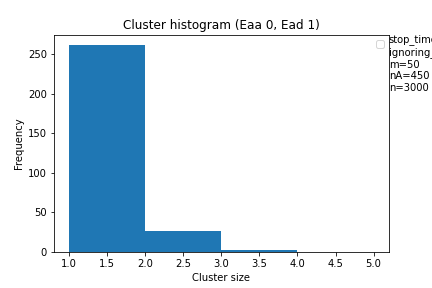 Cluster histogram (Eaa 0, Ead 1)
stop_time
ignoring_
m=50
nA=450
n=3000
Frequency
250
200
150
100
50
0
1.0 1.5 2.0 2.5 3.0 3.5 4.0 4.5 5.0
Cluster size